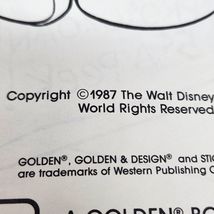 Copyright ©1987 The Walt Disney
World Rights Reserved
GOLDEN®, GOLDEN & DESIGN® and
are trademarks of Western Publishing
A GOLDEN